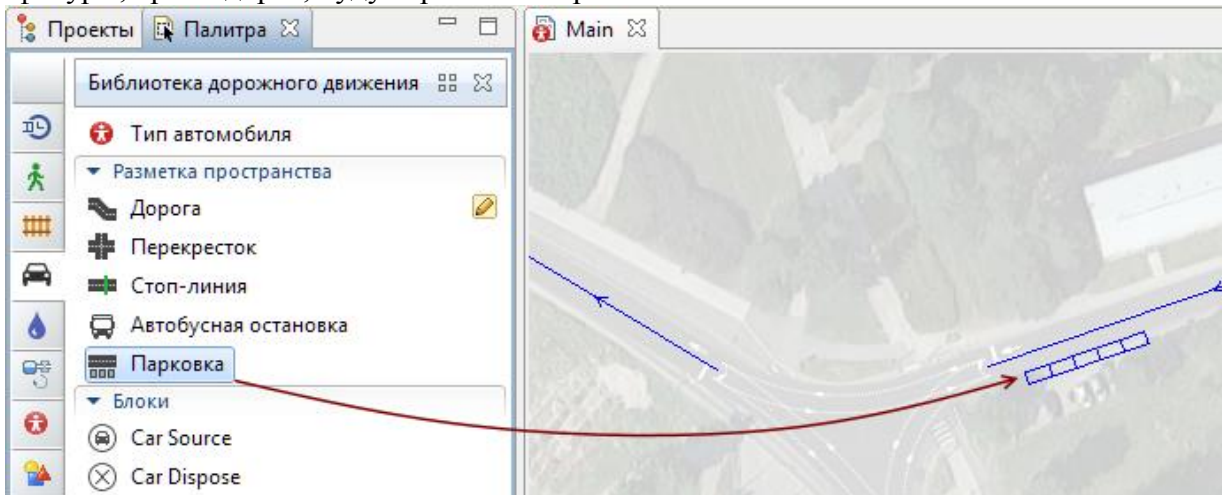 Проекты Палитра Main
Библиотека дорожного движения
Тип автомобиля
Разметка пространства
Дорога
Перекресток
Стоп-линия
Автобусная остановка
Парковка
Блоки
Car Source
Car Dispose